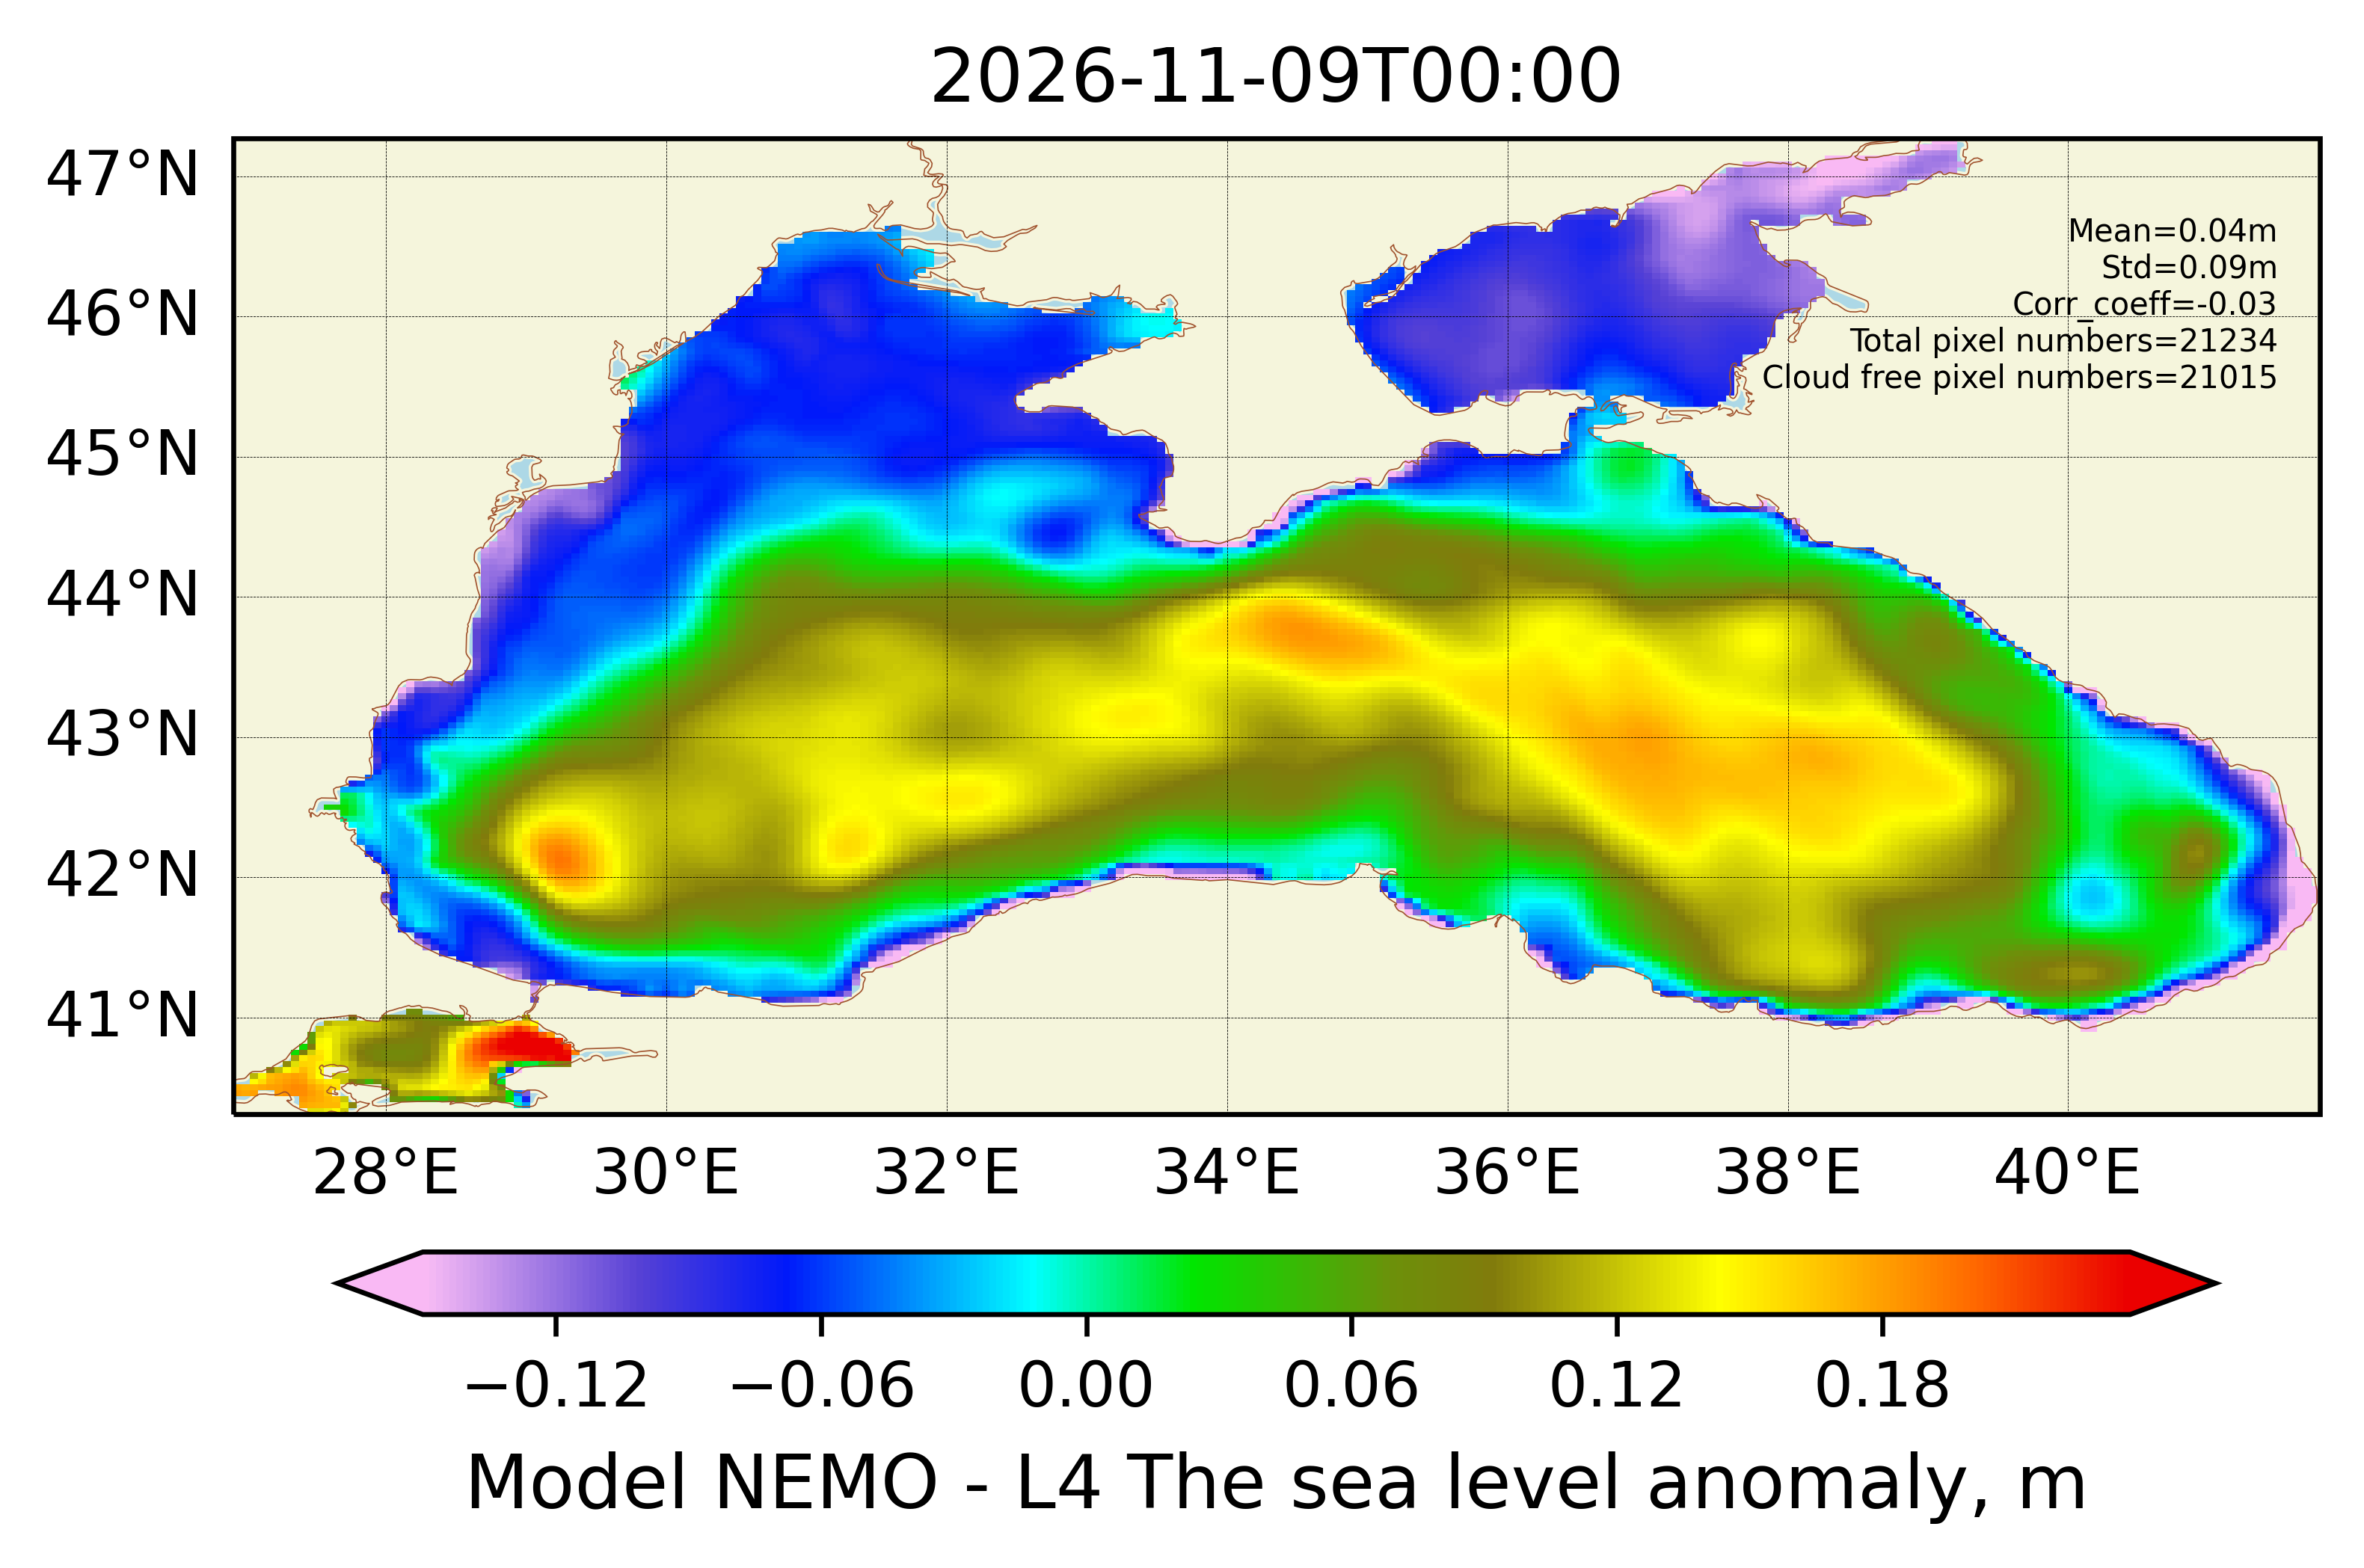 2026-11-09T00:00
47°N
46°N
45°N
44°N
43°N
42°N
41°N
Mean=0.04m
Std=0.09m
Corr_coeff=-0.03
Total pixel numbers=21234
Cloud free pixel numbers=21015
28°E 30°E 32°E 34°E 36°E 38°E 40°E
−0.12 −0.06 0.00 0.06 0.12 0.18
Model NEMO - L4 The sea level anomaly, m